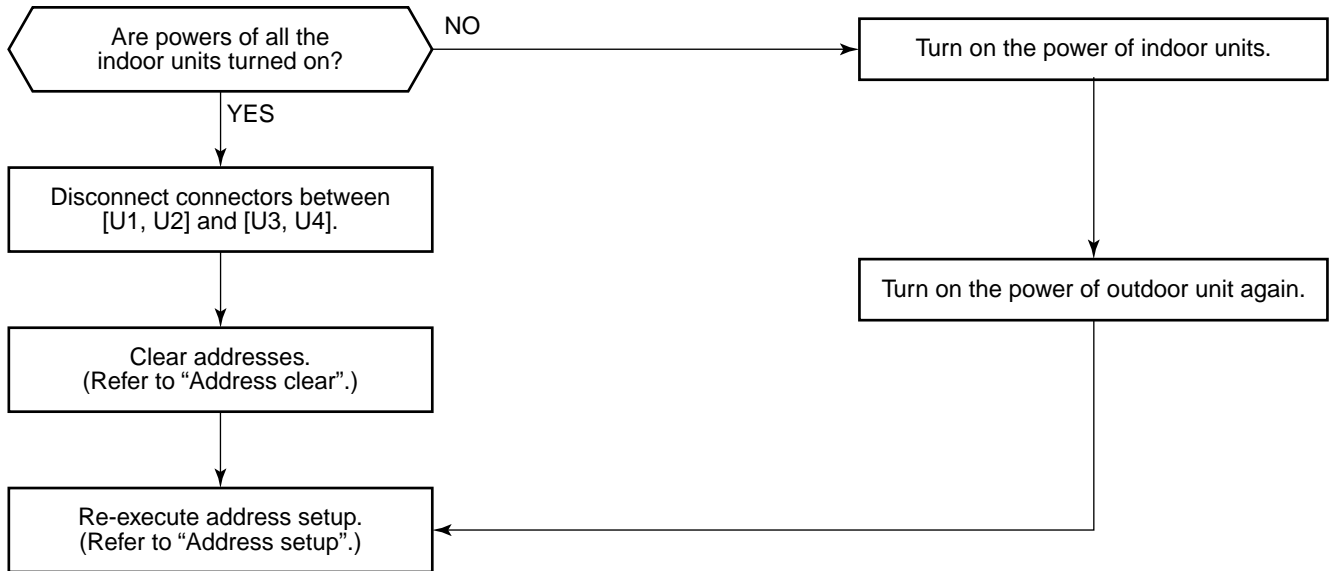 Are powers of all the
indoor units turned on?
NO
Turn on the power of indoor units.
YES
Disconnect connectors between
[U1, U2] and [U3, U4].
Turn on the power of outdoor unit again.
Clear addresses.
(Refer to “Address clear”.)
Re-execute address setup.
(Refer to “Address setup”.)